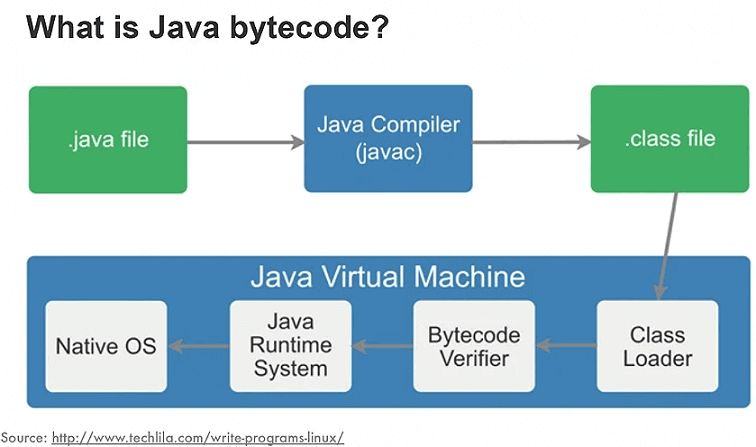 What is Java bytecode?
.java file
Java Compiler
(javac)
.class file
Java Virtual Machine
Native OS
Java
Runtime
System
Bytecode
Verifier
Class
Loader
Source: http://www.techlila.com/write-programs-linux/